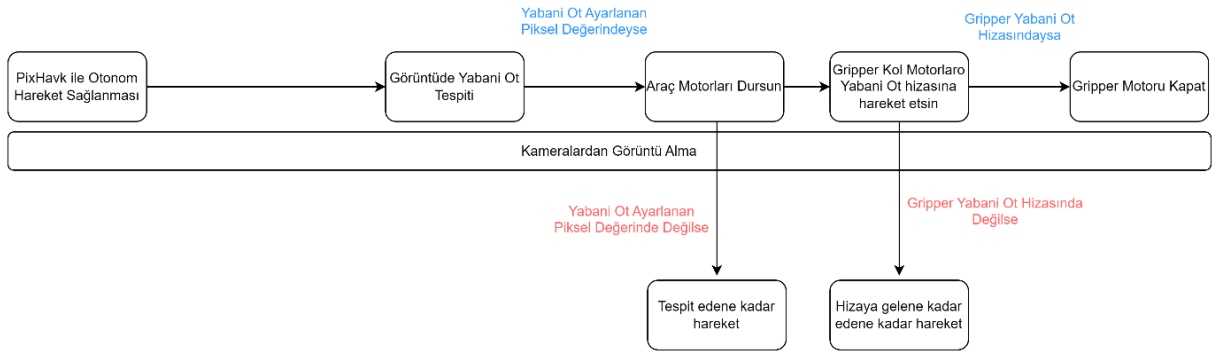 Yabani Ot Ayarlanan
Piksel Değerindeyse
Gripper Yabani Ot
Hizasındaysa
PixHavk ile Otonom
Hareket Sağlanması
Görüntüde Yabani Ot
Tespiti
Araç Motorları Dursun
Gripper Kol Motorlaro
Yabani Ot hizasına
hareket etsin
Gripper Motoru Kapat
Kameralardan Görüntü Alma
Yabani Ot Ayarlanan
Piksel Değerinde Değilse
Gripper Yabani Ot Hizasında
Değilse
Tespit edene kadar
hareket
Hizaya gelene kadar
edene kadar hareket